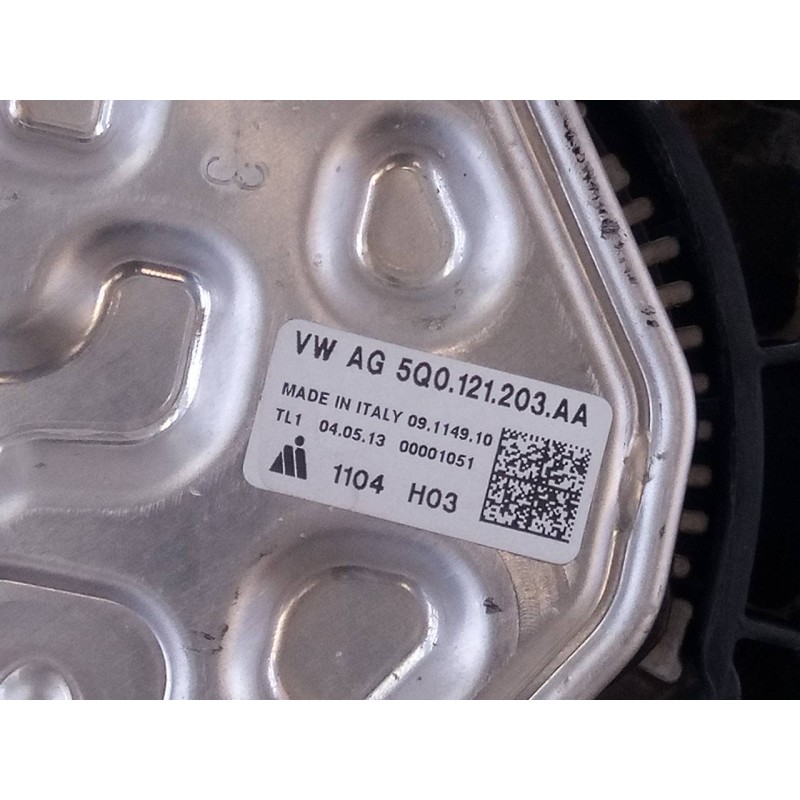 VW AG 5Q0.121.203.AA
MADE IN ITALY 09.1149.10
TL1 04.05.13 00001051
1104 H03